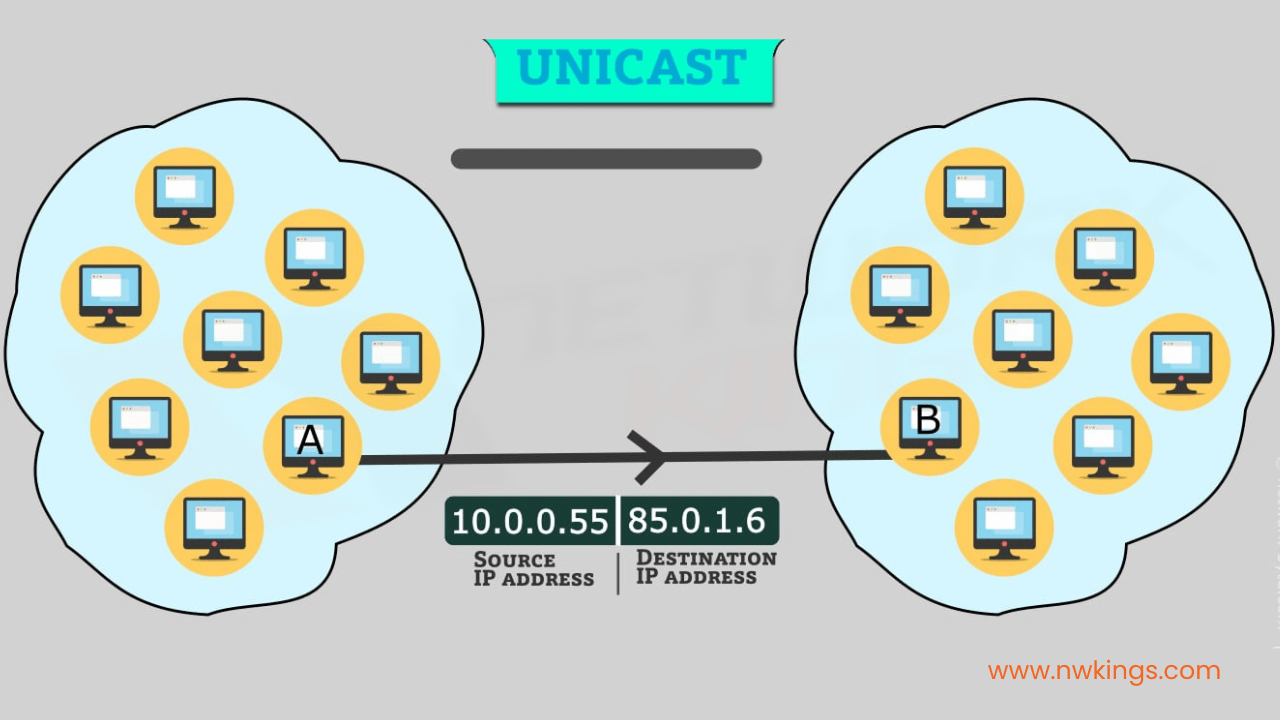 UNICAST
A
B
10.0.0.55 85.0.1.6
SOURCE
IP ADDRESS
DESTINATION
IP ADDRESS
www.nwkings.com